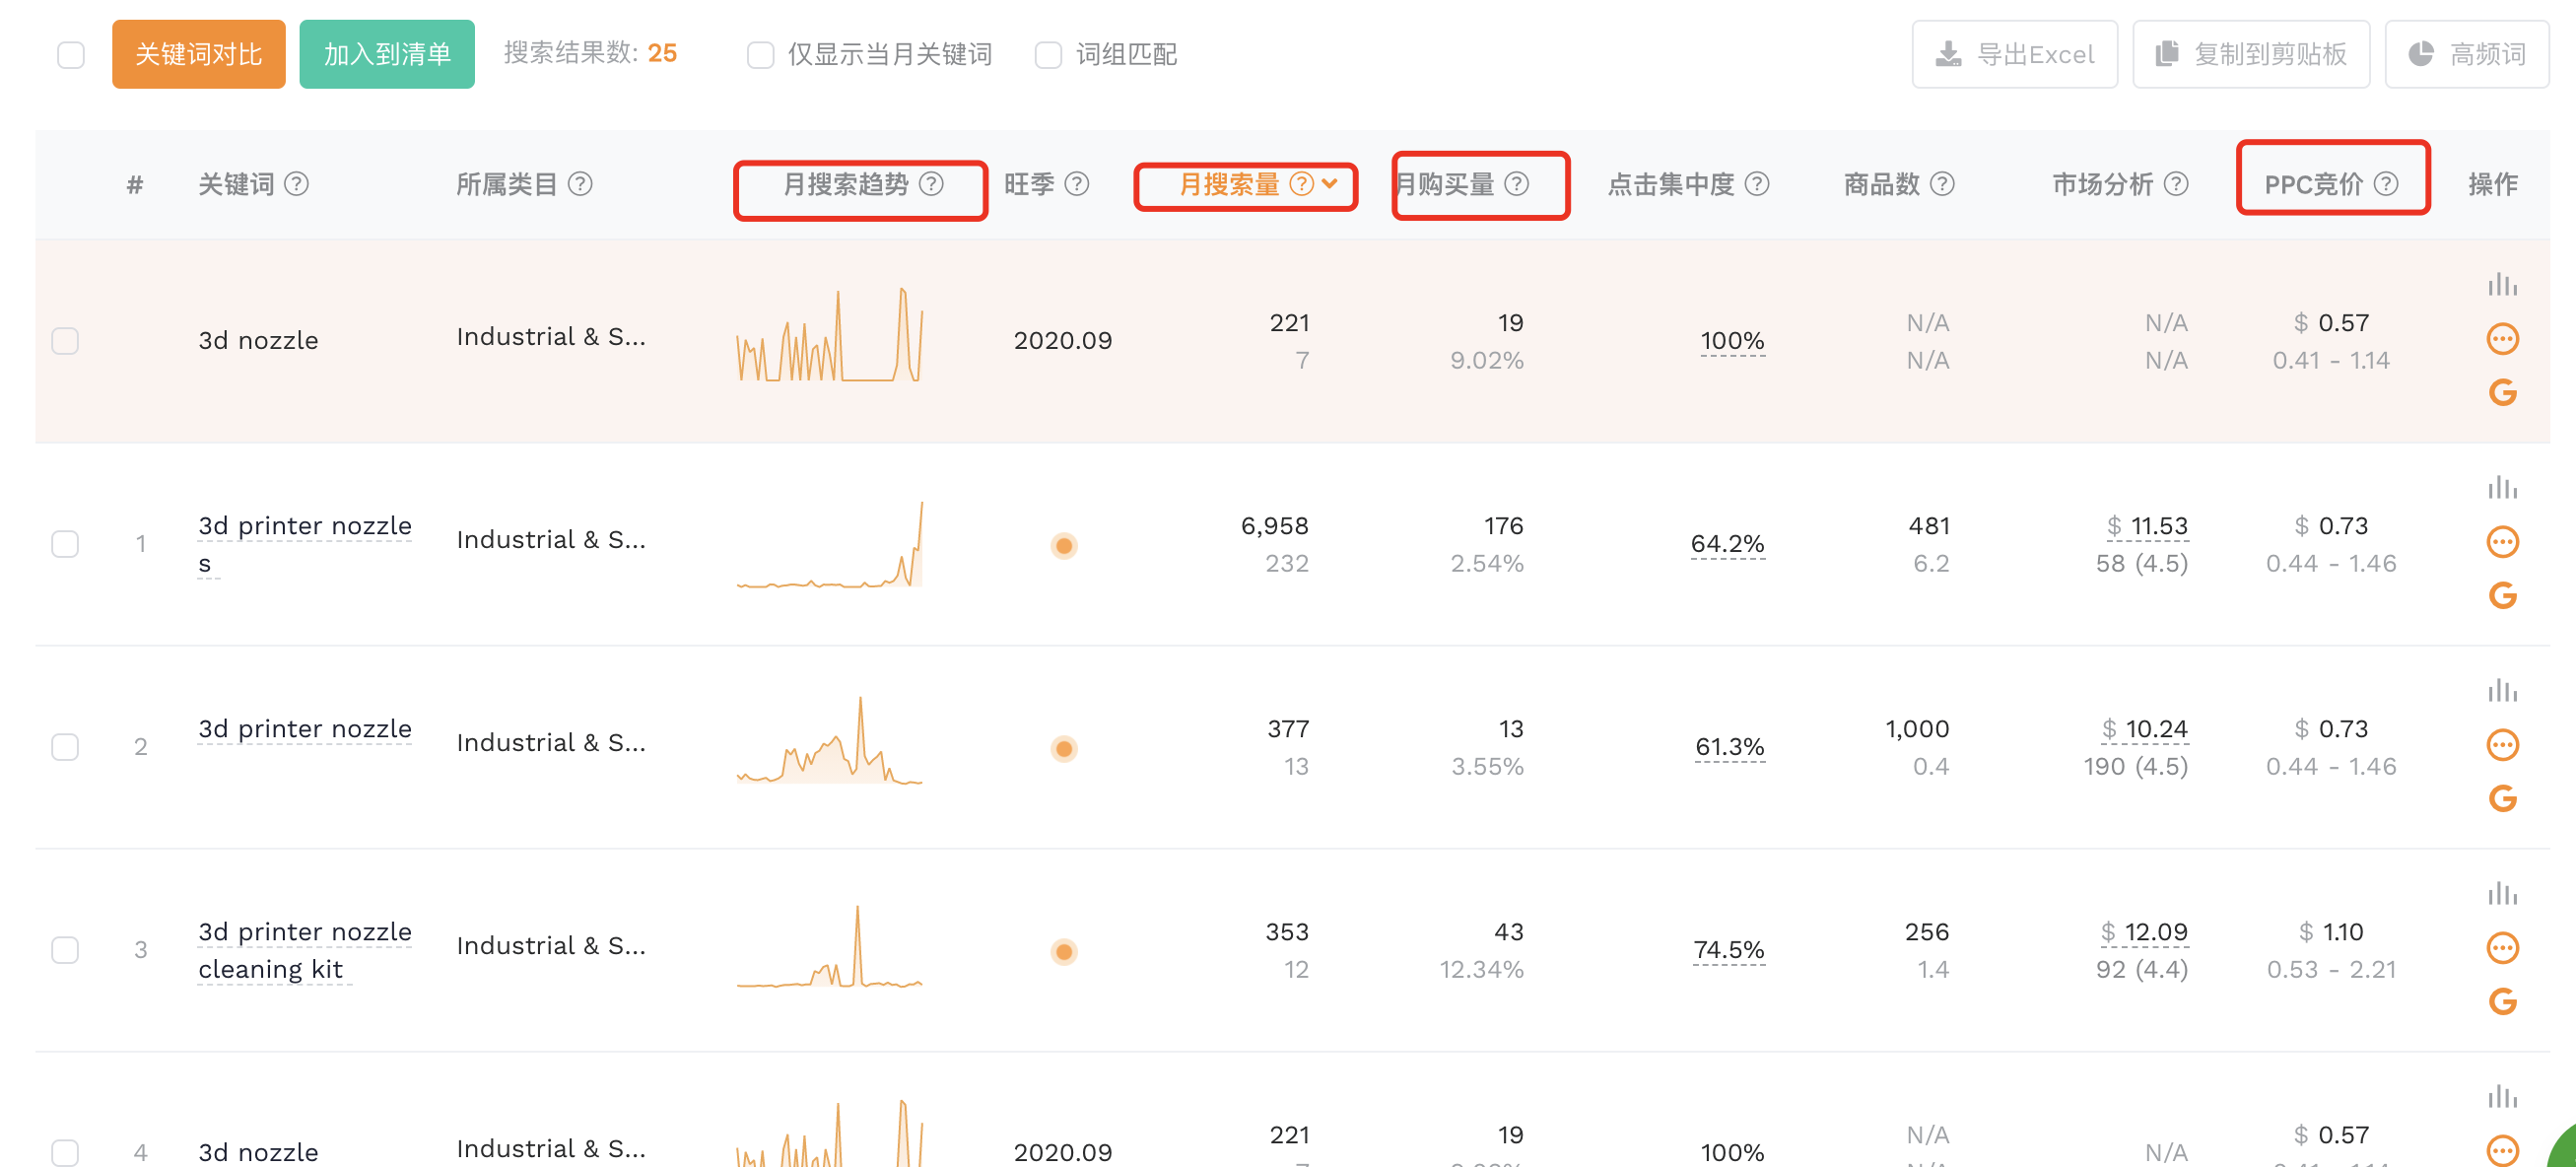 关键词对比 加入到清单 搜索结果数: 25 仅显示当月关键词 词组匹配 导出Excel 复制到剪贴板 高频词
# 关键词 所属类目 月搜索趋势 旺季 月搜索量 月购买量 点击集中度 商品数 市场分析 PPC竞价 操作
3d nozzle Industrial & S... 2020.09 221 19 100% N/A N/A $ 0.57
7 9.02% N/A N/A 0.41 - 1.14
1 3d printer nozzle Industrial & S... 6,958 176 64.2% 481 $ 11.53 $ 0.73
s 232 2.54% 6.2 58 (4.5) 0.44 - 1.46
2 3d printer nozzle Industrial & S... 377 13 61.3% 1,000 $ 10.24 $ 0.73
13 3.55% 0.4 190 (4.5) 0.44 - 1.46
3 3d printer nozzle Industrial & S... 353 43 74.5% 256 $ 12.09 $ 1.10
cleaning kit 12 12.34% 1.4 92 (4.4) 0.53 - 2.21
4 3d nozzle Industrial & S... 2020.09 221 19 100% N/A N/A $ 0.57